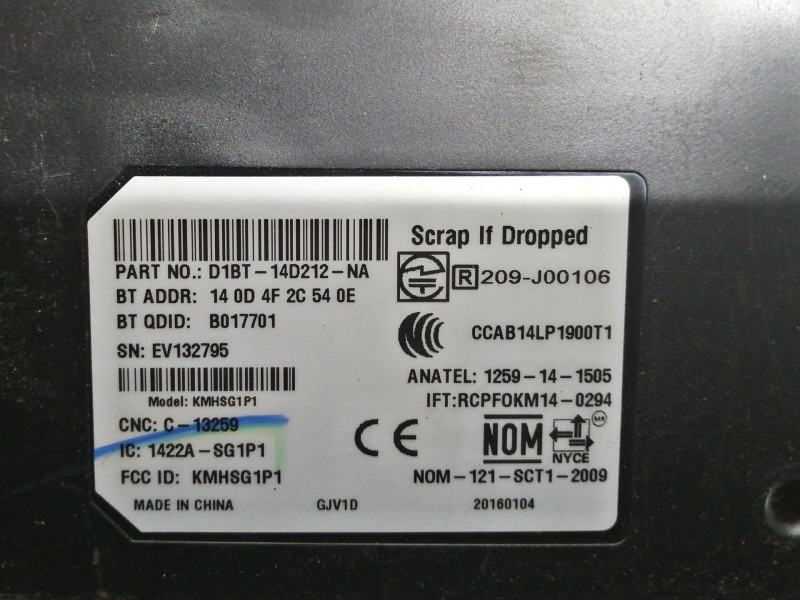 Scrap If Dropped
PART NO.: D1BT-14D212-NA
R 209-J00106
BT ADDR: 14 0D 4F 2C 54 0E
BT QDID: B017701
CCAB14LP1900T1
SN: EV132795
ANATEL: 1259-14-1505
Model: KMHSG1P1
IFT:RCPFOKM14-0294
CNC: C-13259
CE
NOM
NYCE
IC: 1422A-SG1P1
FCC ID: KMHSG1P1
NOM-121-SCT1-2009
MADE IN CHINA
GJV1D
20160104